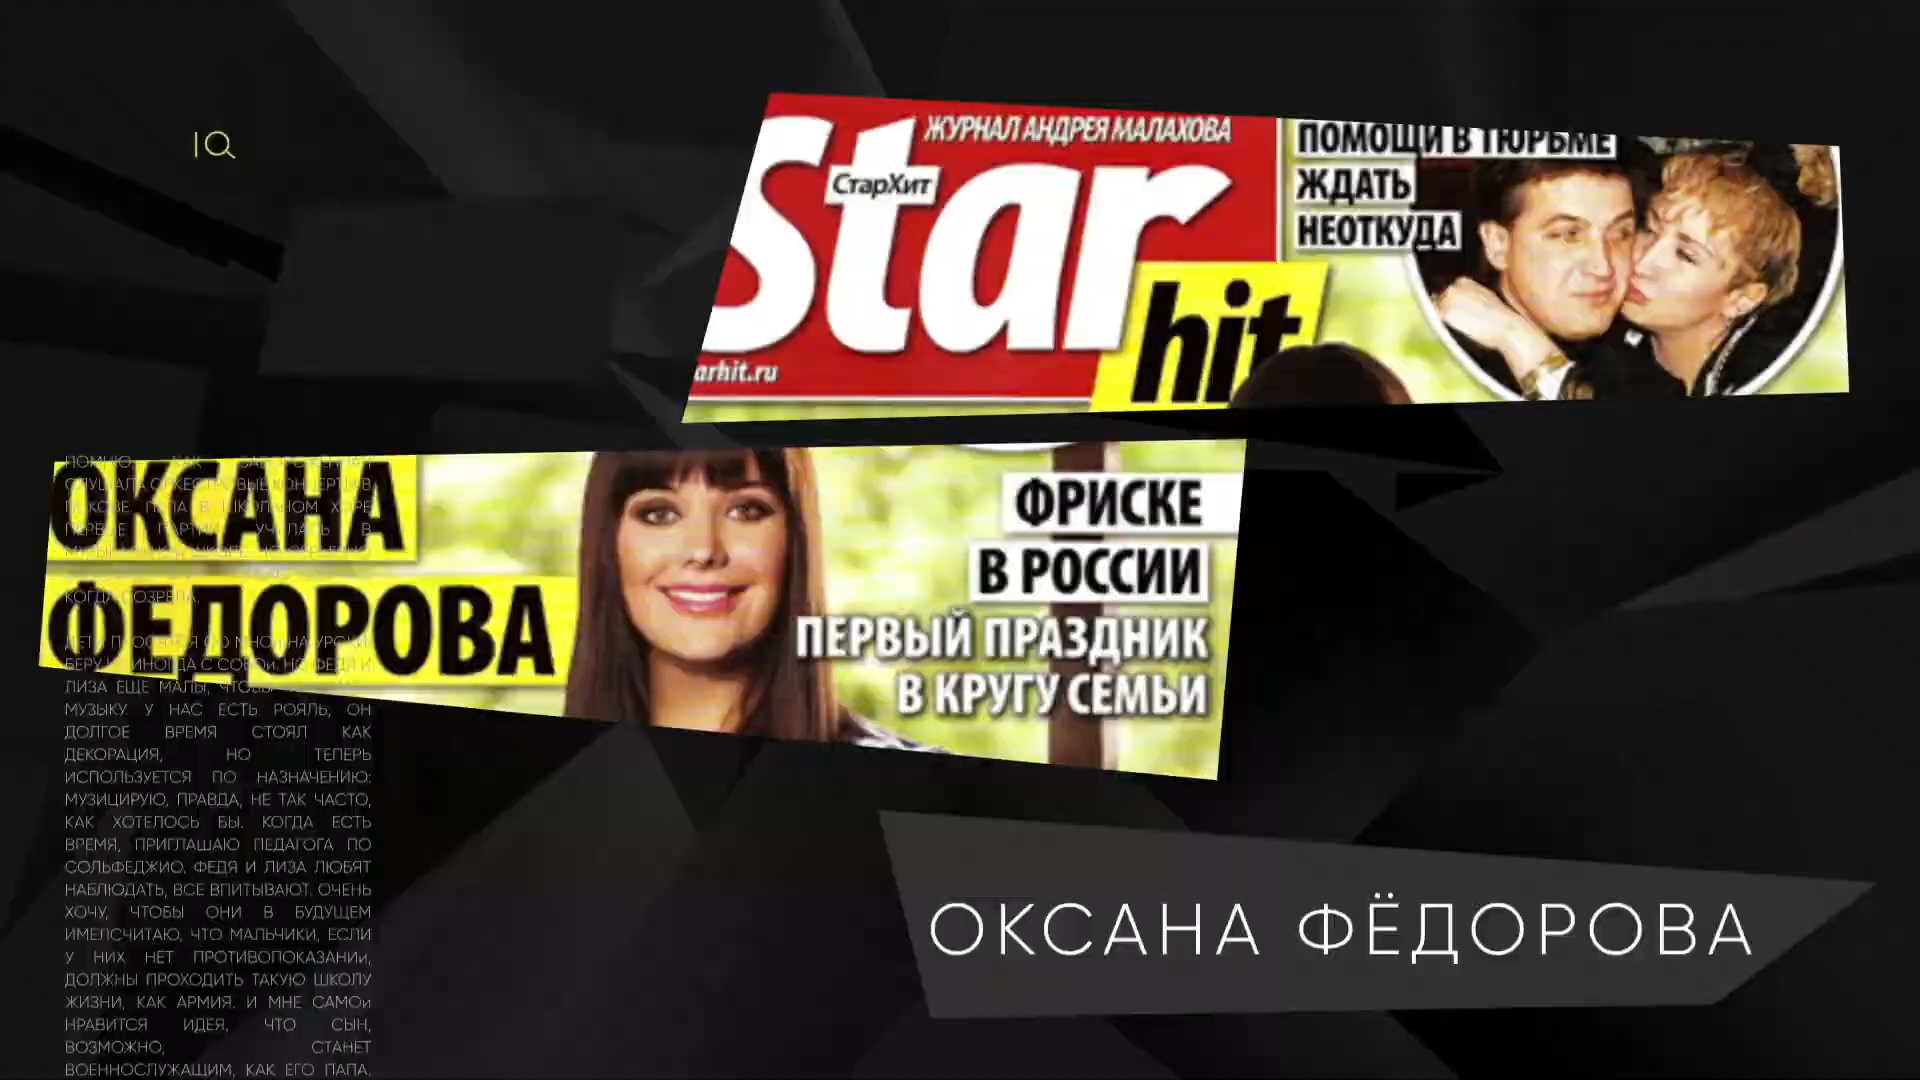 IQ
ЖУРНАЛ АНДРЕЯ МАЛАХОВА
Star
СтарХит
hit
arhit.ru
ПОМОЩИ В ТЮРЬМЕ
ЖДАТЬ
НЕОТКУДА
ОКСАНА
ФЕДОРОВА
ФРИСКЕ
В РОССИИ
ПЕРВЫЙ ПРАЗДНИК
В КРУГУ СЕМЬИ
ЛИЗА ЕЩЕ МАЛЫ, ЧТОБЫ
МУЗЫКУ. У НАС ЕСТЬ РОЯЛЬ, ОН
ДОЛГОЕ ВРЕМЯ СТОЯЛ КАК
ДЕКОРАЦИЯ, НО ТЕПЕРЬ
ИСПОЛЬЗУЕТСЯ ПО НАЗНАЧЕНИЮ:
МУЗИЦИРУЮ, ПРАВДА, НЕ ТАК ЧАСТО,
КАК ХОТЕЛОСЬ БЫ. КОГДА ЕСТЬ
ВРЕМЯ, ПРИГЛАШАЮ ПЕДАГОГА ПО
СОЛЬФЕДЖИО. ФЕДЯ И ЛИЗА ЛЮБЯТ
НАБЛЮДАТЬ, ВСЕ ВПИТЫВАЮТ. ОЧЕНЬ
ХОЧУ, ЧТОБЫ ОНИ В БУДУЩЕМ
ИМЕЛСЧИТАЮ, ЧТО МАЛЬЧИКИ, ЕСЛИ
У НИХ НЕТ ПРОТИВОПОКАЗАНИи,
ДОЛЖНЫ ПРОХОДИТЬ ТАКУЮ ШКОЛУ
ЖИЗНИ, КАК АРМИЯ. И МНЕ САМОи
НРАВИТСЯ ИДЕЯ, ЧТО СЫН,
ВОЗМОЖНО, СТАНЕТ
ВОЕННОСЛУЖАЩИМ, КАК ЕГО ПАПА.
ОКСАНА ФЁДОРОВА